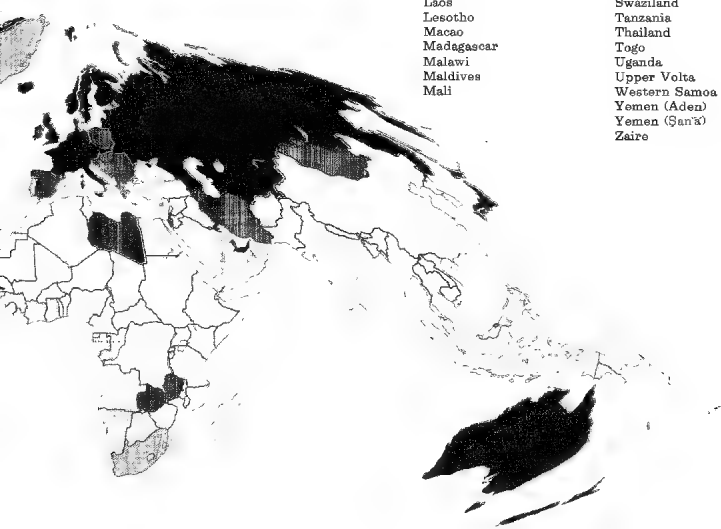 Laos
Lesotho
Macao
Madagascar
Malawi
Maldives
Mali
Swaziland
Tanzania
Thailand
Togo
Uganda
Upper Volta
Western Samoa
Yemen (Aden)
Yemen (Ṣan'ā)
Zaire